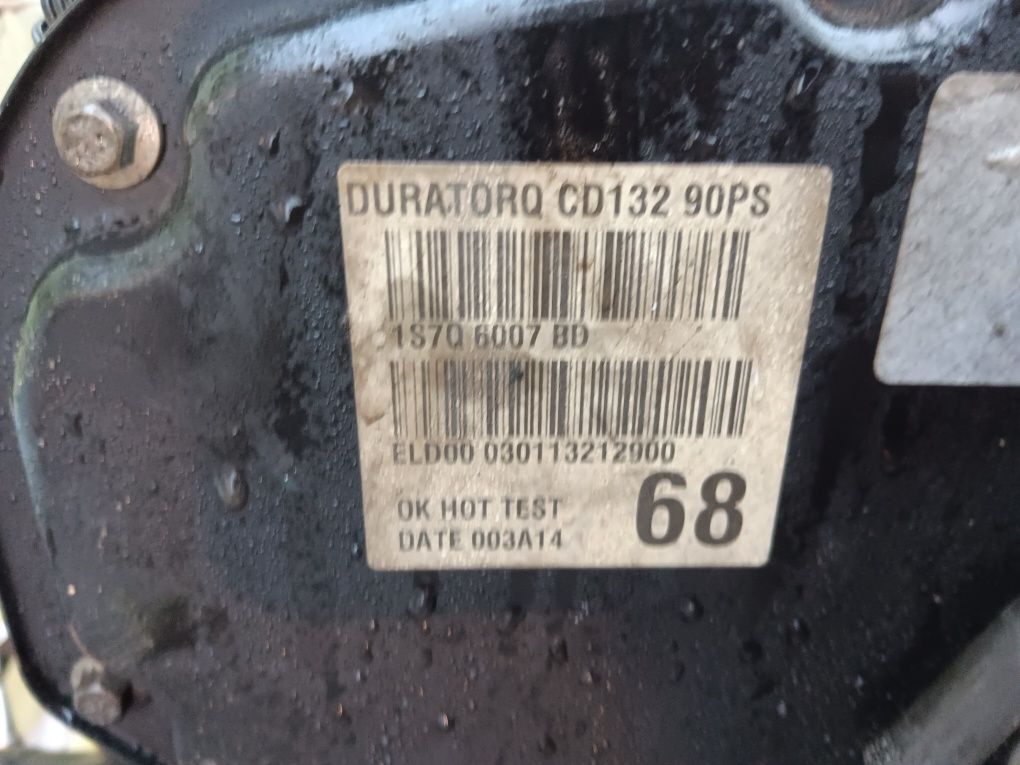 DURATORQ CD132 90PS
1S7Q 6007 BD
ELD00 030113212900
OK HOT TEST
DATE 003A14
68